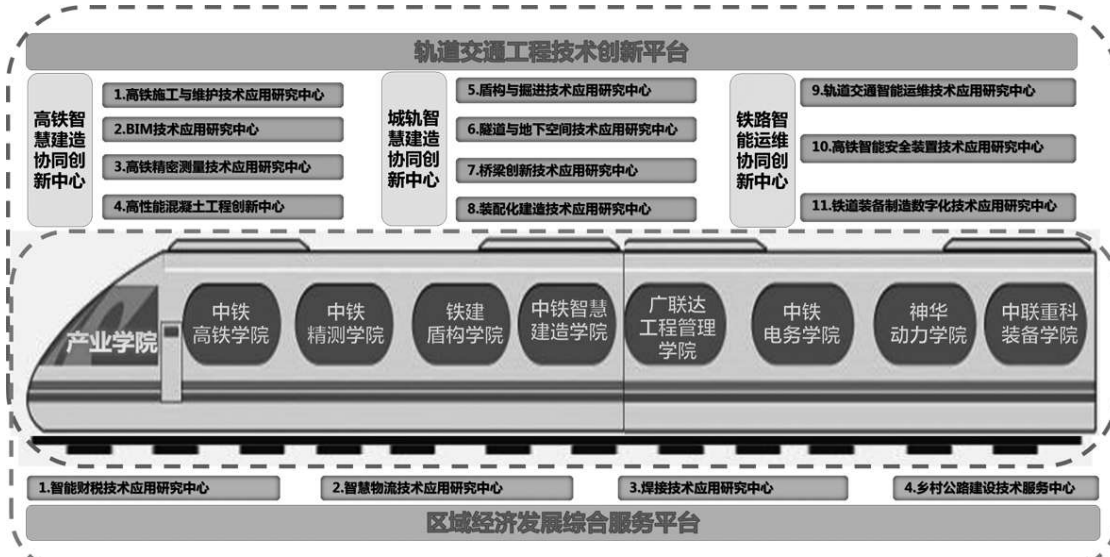 轨道交通工程技术创新平台
高铁智
慧建造
协同创
新中心
1.高铁施工与维护技术应用研究中心
2.BIM技术应用研究中心
3.高铁精密测量技术应用研究中心
4.高性能混凝土工程创新中心
城轨智
慧建造
协同创
新中心
5.盾构与掘进技术应用研究中心
6.隧道与地下空间技术应用研究中心
7.桥梁创新技术应用研究中心
8.装配化建造技术应用研究中心
铁路智
能运维
协同创
新中心
9.轨道交通智能运维技术应用研究中心
10.高铁智能安全装置技术应用研究中心
11.铁道装备制造数字化技术应用研究中心
产业学院
中铁
高铁学院
中铁
精测学院
铁建
盾构学院
中铁智慧
建造学院
广联达
工程管理
学院
中铁
电务学院
神华
动力学院
中联重科
装备学院
1.智能财税技术应用研究中心
2.智慧物流技术应用研究中心
3.焊接技术应用研究中心
4.乡村公路建设技术服务中心
区域经济发展综合服务平台